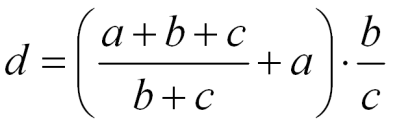 d = ( (a + b + c) / (b + c) + a ) · b / c